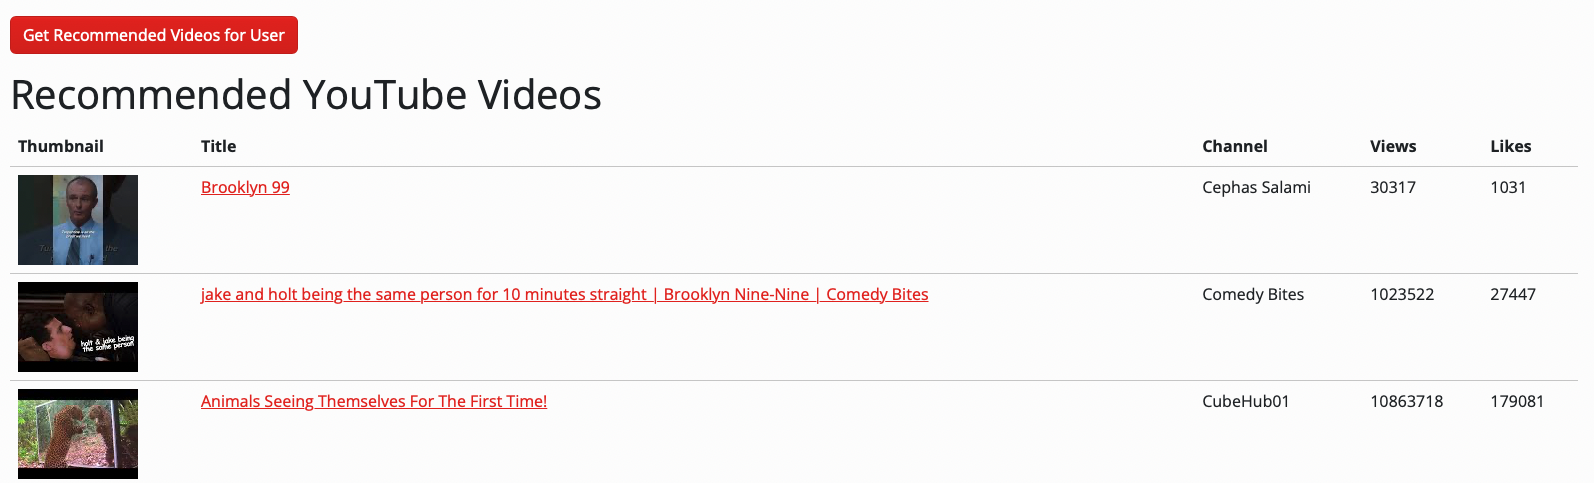 Get Recommended Videos for User
Recommended YouTube Videos
Thumbnail Title Channel Views Likes
Brooklyn 99 Cephas Salami 30317 1031
jake and holt being the same person for 10 minutes straight | Brooklyn Nine-Nine | Comedy Bites Comedy Bites 1023522 27447
holt & jake being
the same person
Animals Seeing Themselves For The First Time! CubeHub01 10863718 179081